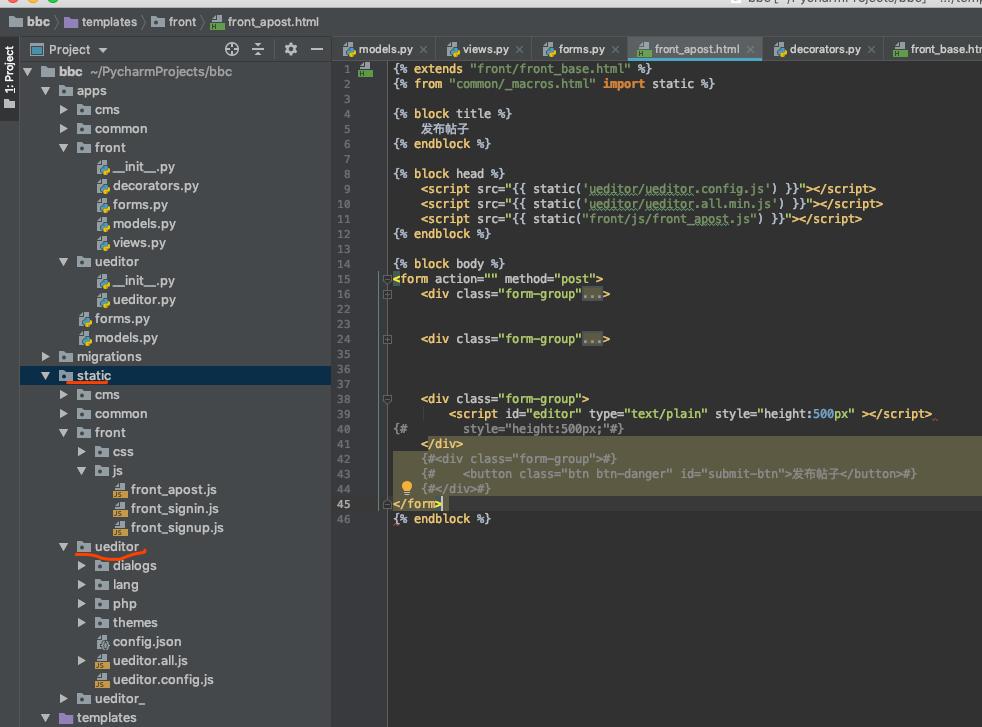 bbc templates front front_apost.html
Project
models.py views.py forms.py front_apost.html decorators.py
1: Project
bbc ~/PycharmProjects/bbc
apps
cms
common
front
__init__.py
decorators.py
forms.py
models.py
views.py
ueditor
__init__.py
ueditor.py
forms.py
models.py
migrations
static
cms
common
front
css
js
front_apost.js
front_signin.js
front_signup.js
ueditor
dialogs
lang
php
themes
config.json
ueditor.all.js
ueditor.config.js
ueditor_
templates
1 {% extends "front/front_base.html" %}
2 {% from "common/_macros.html" import static %}
3
4 {% block title %}
5 发布帖子
6 {% endblock %}
7
8 {% block head %}
9 <script src="{{ static('ueditor/ueditor.config.js') }}"></script>
10 <script src="{{ static('ueditor/ueditor.all.min.js') }}"></script>
11 <script src="{{ static("front/js/front_apost.js") }}"></script>
12 {% endblock %}
13
14 {% block body %}
15 <form action="" method="post">
16 <div class="form-group"...>
22
23
24 <div class="form-group"...>
35
36
37
38 <div class="form-group">
39 <script id="editor" type="text/plain" style="height:500px" ></script>
40 {# style="height:500px;"#}
41 </div>
42 {#<div class="form-group">#}
43 {# <button class="btn btn-danger" id="submit-btn">发布帖子</button>#}
44 {#</div>#}
45 </form>
46 {% endblock %}